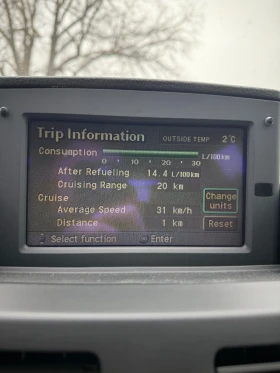 Trip Information OUTSIDE TEMP 2°C
Consumption L/100km
0 10 20 30
After Refueling 14.4 L/100km
Cruising Range 20 km
Cruise
Average Speed 31 km/h
Distance 1 km
Change units
Reset
Select function Enter